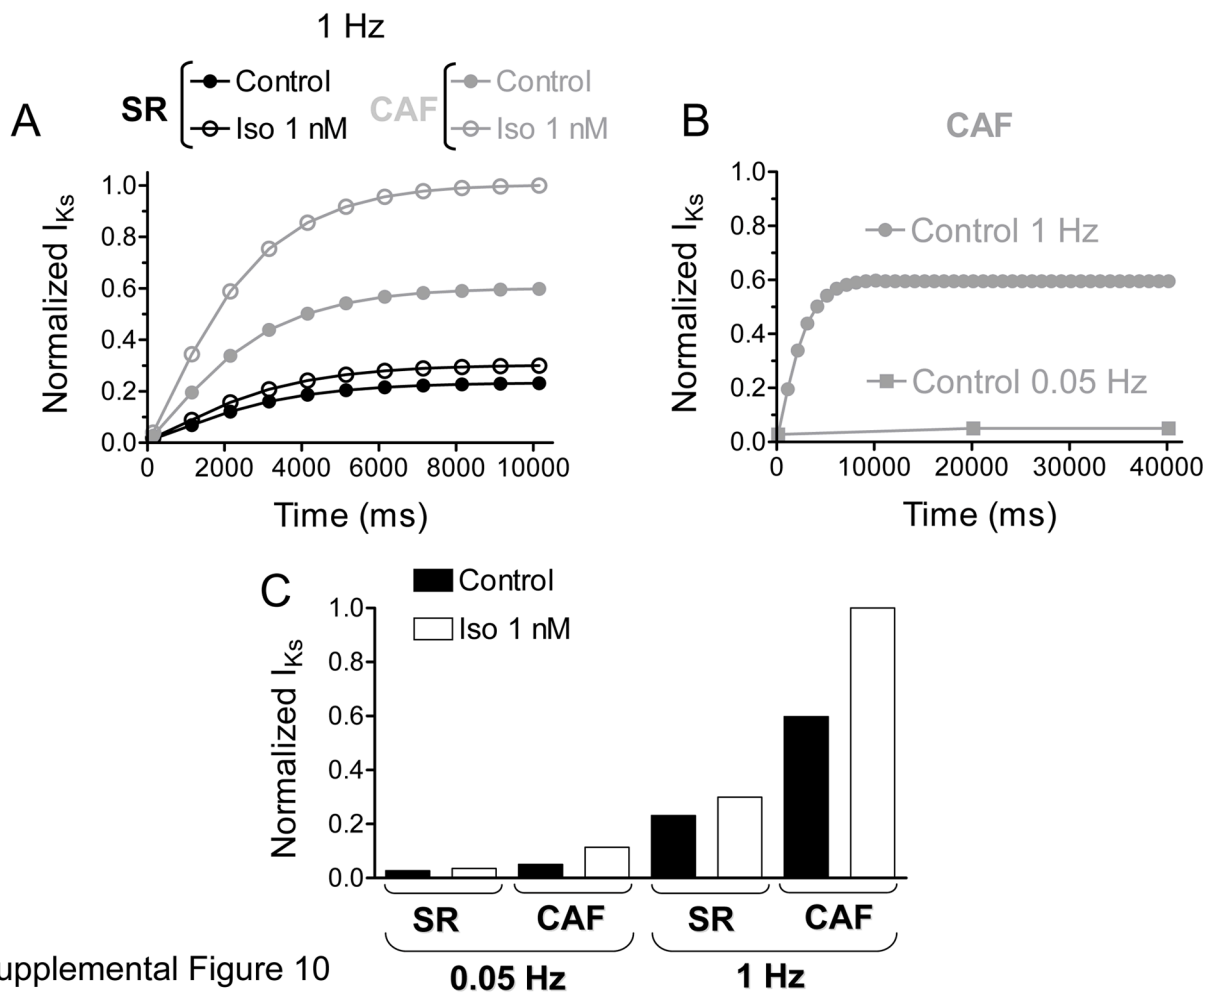 1 Hz
SR
Control
Iso 1 nM
CAF
Control
Iso 1 nM
A
Normalized IKs
1.0
0.8
0.6
0.4
0.2
0.0
0 2000 4000 6000 8000 10000
Time (ms)
B
CAF
Normalized IKs
1.0
0.8
0.6
0.4
0.2
0.0
Control 1 Hz
Control 0.05 Hz
0 10000 20000 30000 40000
Time (ms)
C
Control
Iso 1 nM
Normalized IKs
1.0
0.8
0.6
0.4
0.2
0.0
SR CAF SR CAF
0.05 Hz 1 Hz
upplemental Figure 10